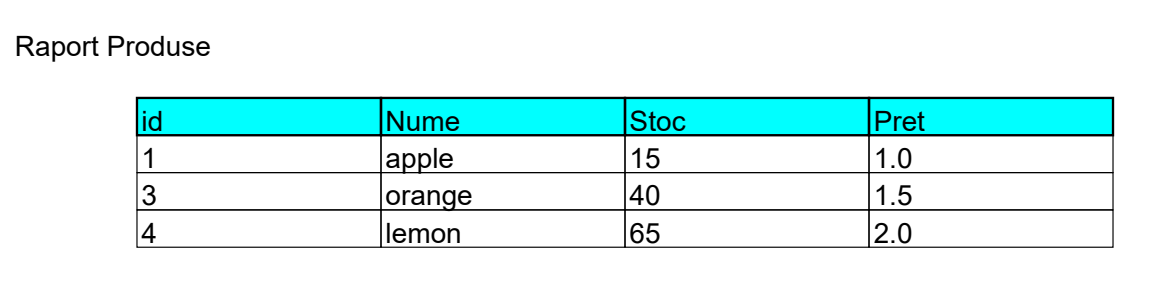 Raport Produse
id Nume Stoc Pret
1 apple 15 1.0
3 orange 40 1.5
4 lemon 65 2.0